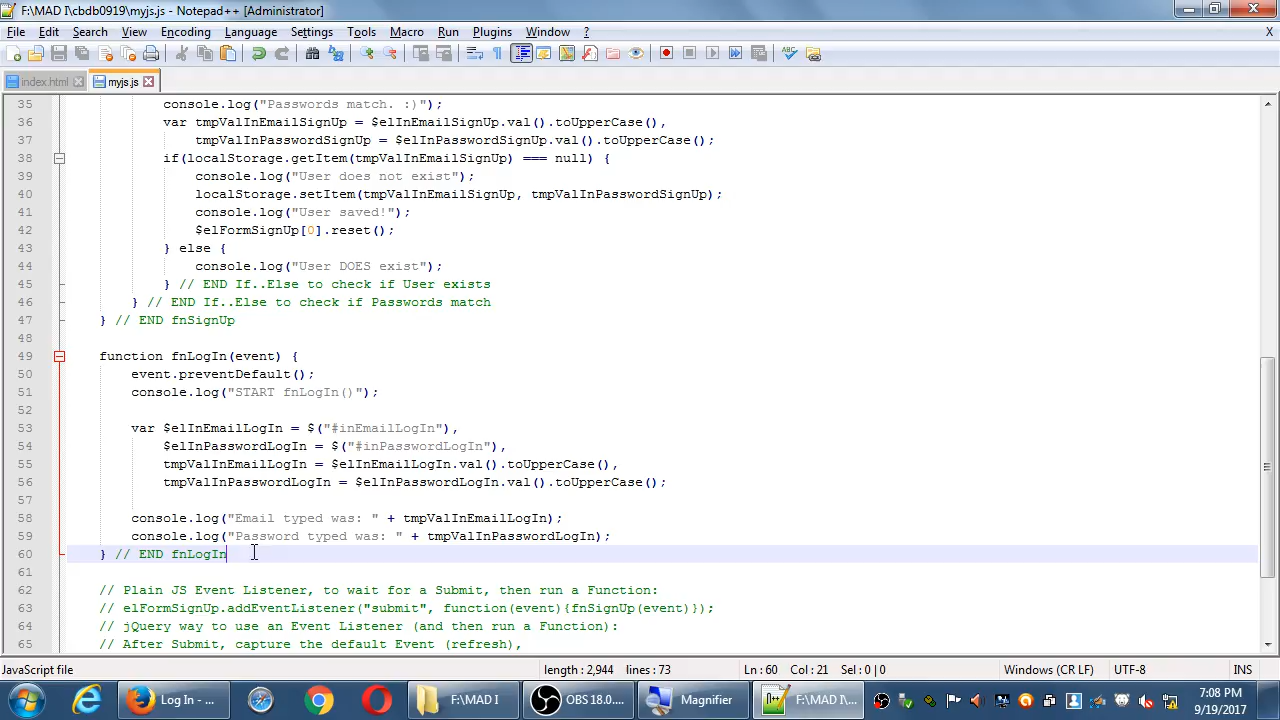 F:\MAD I\cbdb0919\myjs.js - Notepad++ [Administrator]
File Edit Search View Encoding Language Settings Tools Macro Run Plugins Window ? X
index.html myjs.js
35 console.log("Passwords match. :)");
36 var tmpValInEmailSignUp = $elInEmailSignUp.val().toUpperCase(),
37 tmpValInPasswordSignUp = $elInPasswordSignUp.val().toUpperCase();
38 if(localStorage.getItem(tmpValInEmailSignUp) === null) {
39 console.log("User does not exist");
40 localStorage.setItem(tmpValInEmailSignUp, tmpValInPasswordSignUp);
41 console.log("User saved!");
42 $elFormSignUp[0].reset();
43 } else {
44 console.log("User DOES exist");
45 } // END If..Else to check if User exists
46 } // END If..Else to check if Passwords match
47 } // END fnSignUp
48
49 function fnLogIn(event) {
50 event.preventDefault();
51 console.log("START fnLogIn()");
52
53 var $elInEmailLogIn = $("#inEmailLogIn"),
54 $elInPasswordLogIn = $("#inPasswordLogIn"),
55 tmpValInEmailLogIn = $elInEmailLogIn.val().toUpperCase(),
56 tmpValInPasswordLogIn = $elInPasswordLogIn.val().toUpperCase();
57
58 console.log("Email typed was: " + tmpValInEmailLogIn);
59 console.log("Password typed was: " + tmpValInPasswordLogIn);
60 } // END fnLogIn
61
62 // Plain JS Event Listener, to wait for a Submit, then run a Function:
63 // elFormSignUp.addEventListener("submit", function(event){fnSignUp(event)});
64 // jQuery way to use an Event Listener (and then run a Function):
65 // After Submit, capture the default Event (refresh),
JavaScript file length : 2,944 lines : 73 Ln : 60 Col : 21 Sel : 0 | 0 Windows (CR LF) UTF-8 INS
Log In - ... F:\MAD I OBS 18.0.... Magnifier F:\MAD I\... 7:08 PM
9/19/2017